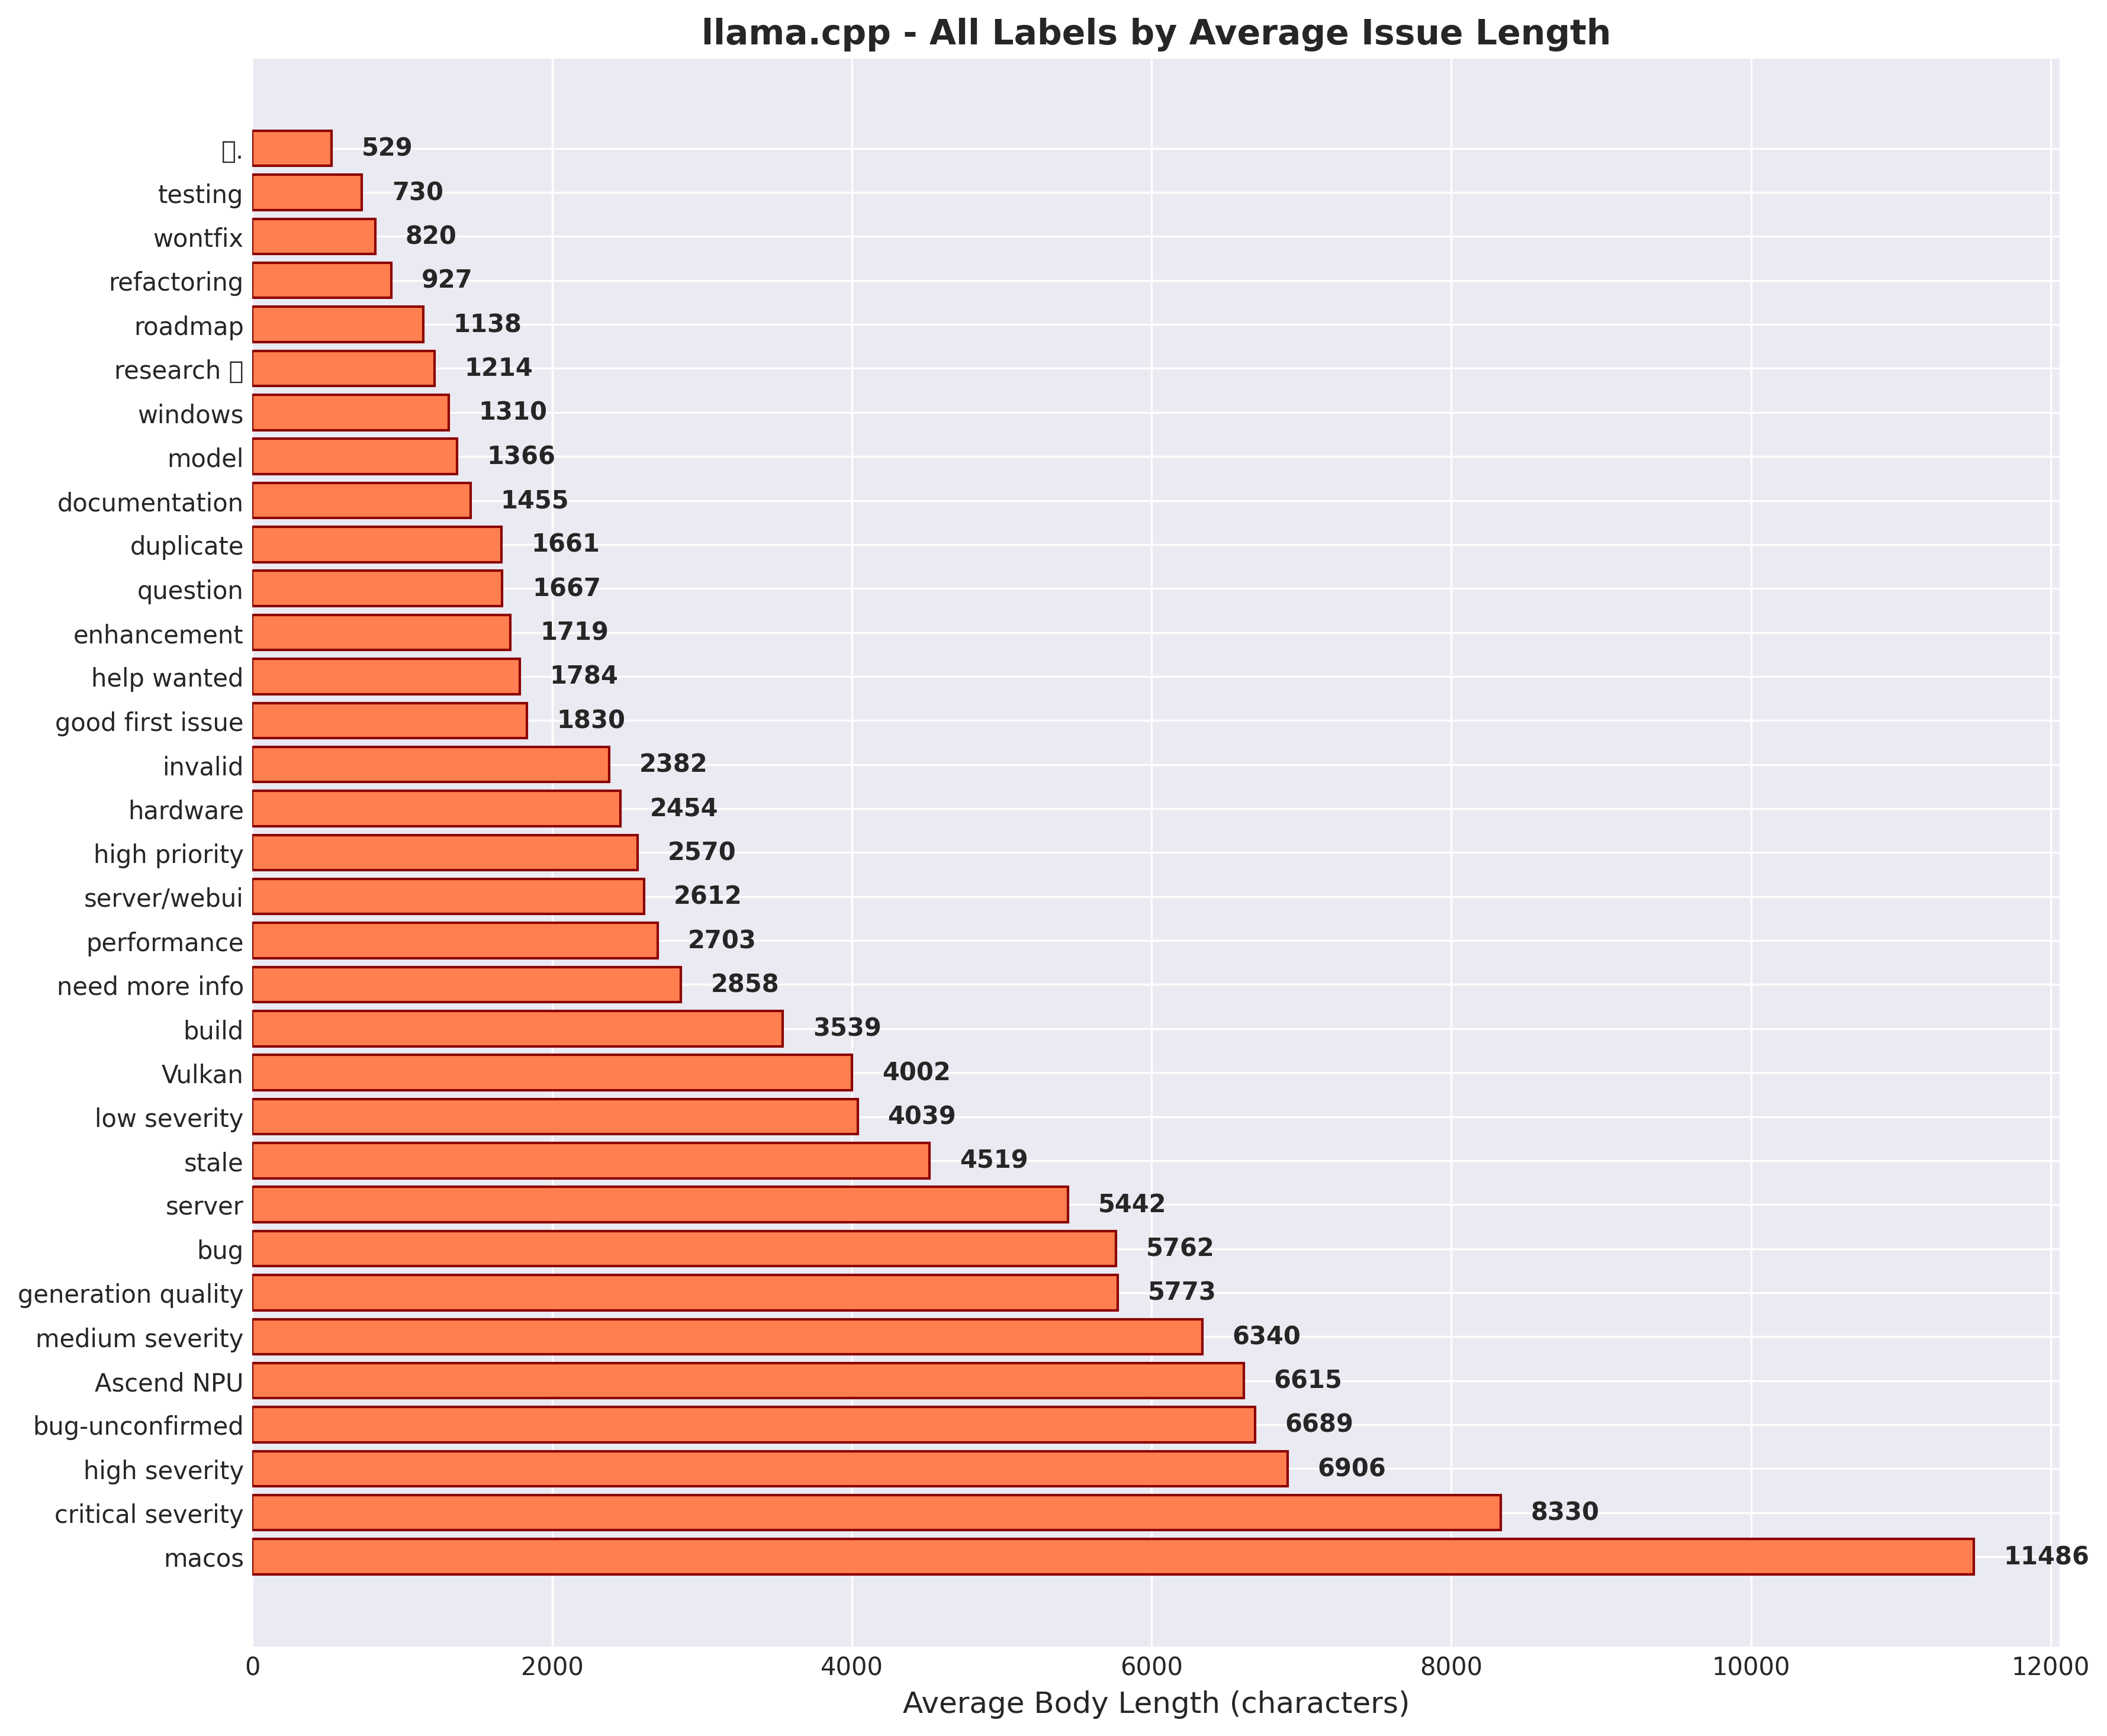 llama.cpp - All Labels by Average Issue Length
. 529
testing 730
wontfix 820
refactoring 927
roadmap 1138
research 1214
windows 1310
model 1366
documentation 1455
duplicate 1661
question 1667
enhancement 1719
help wanted 1784
good first issue 1830
invalid 2382
hardware 2454
high priority 2570
server/webui 2612
performance 2703
need more info 2858
build 3539
Vulkan 4002
low severity 4039
stale 4519
server 5442
bug 5762
generation quality 5773
medium severity 6340
Ascend NPU 6615
bug-unconfirmed 6689
high severity 6906
critical severity 8330
macos 11486
0 2000 4000 6000 8000 10000 12000
Average Body Length (characters)